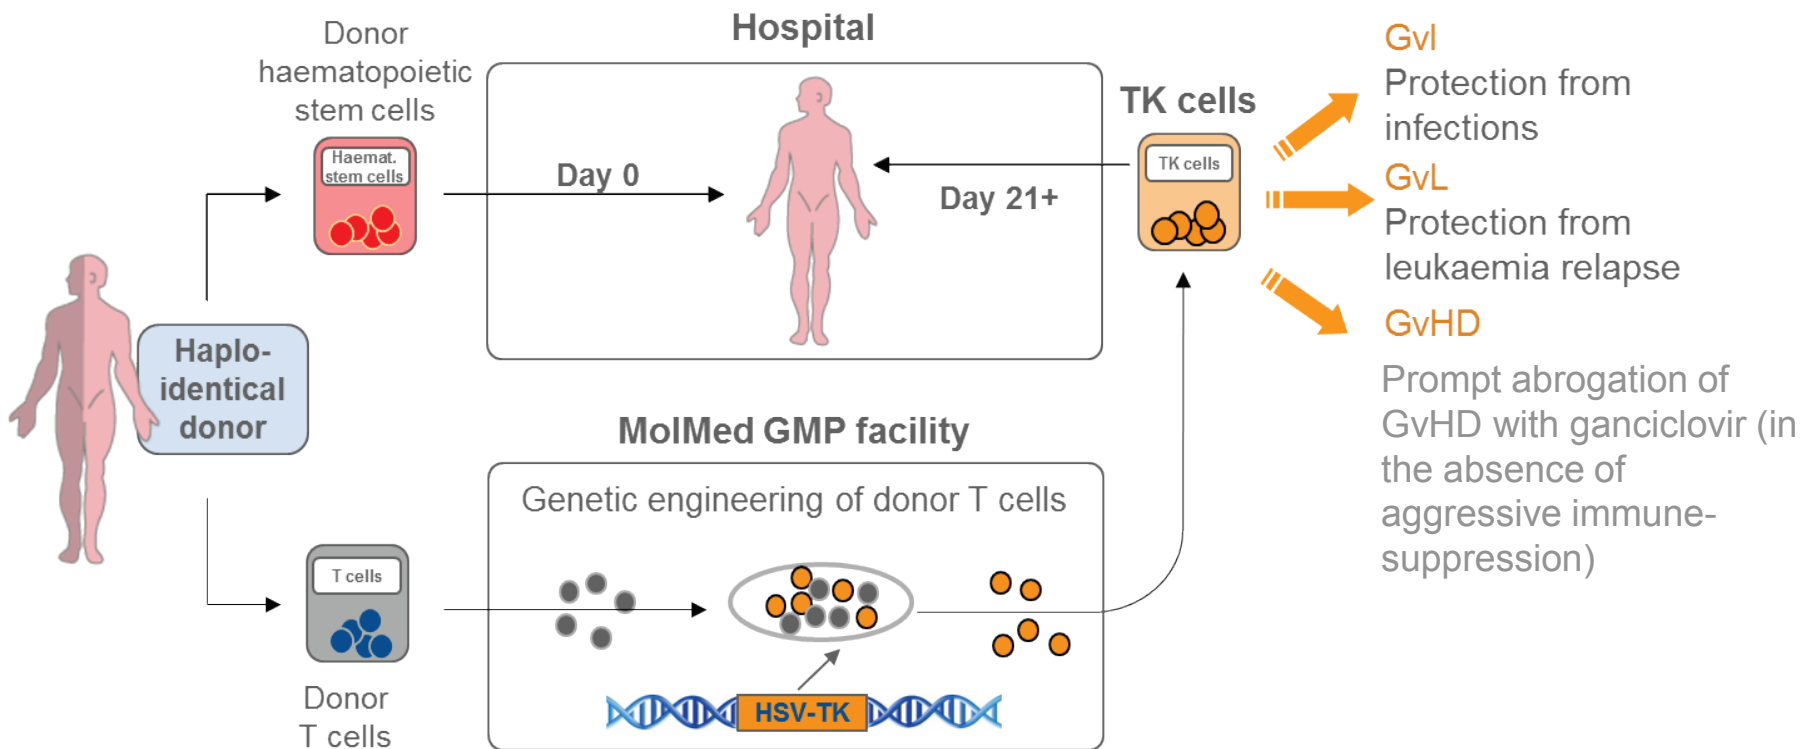 Donor
haematopoietic
stem cells
Haemat.
stem cells
Hospital
Day 0
Day 21+
TK cells
TK cells
GvI
Protection from
infections
GvL
Protection from
leukaemia relapse
GvHD
Prompt abrogation of
GvHD with ganciclovir (in
the absence of
aggressive immune-
suppression)
Haplo-
identical
donor
MolMed GMP facility
Genetic engineering of donor T cells
T cells
HSV-TK
Donor
T cells